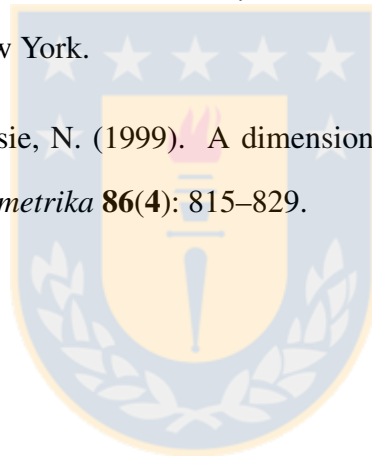 w York.
sie, N. (1999). A dimension
metrika 86(4): 815–829.